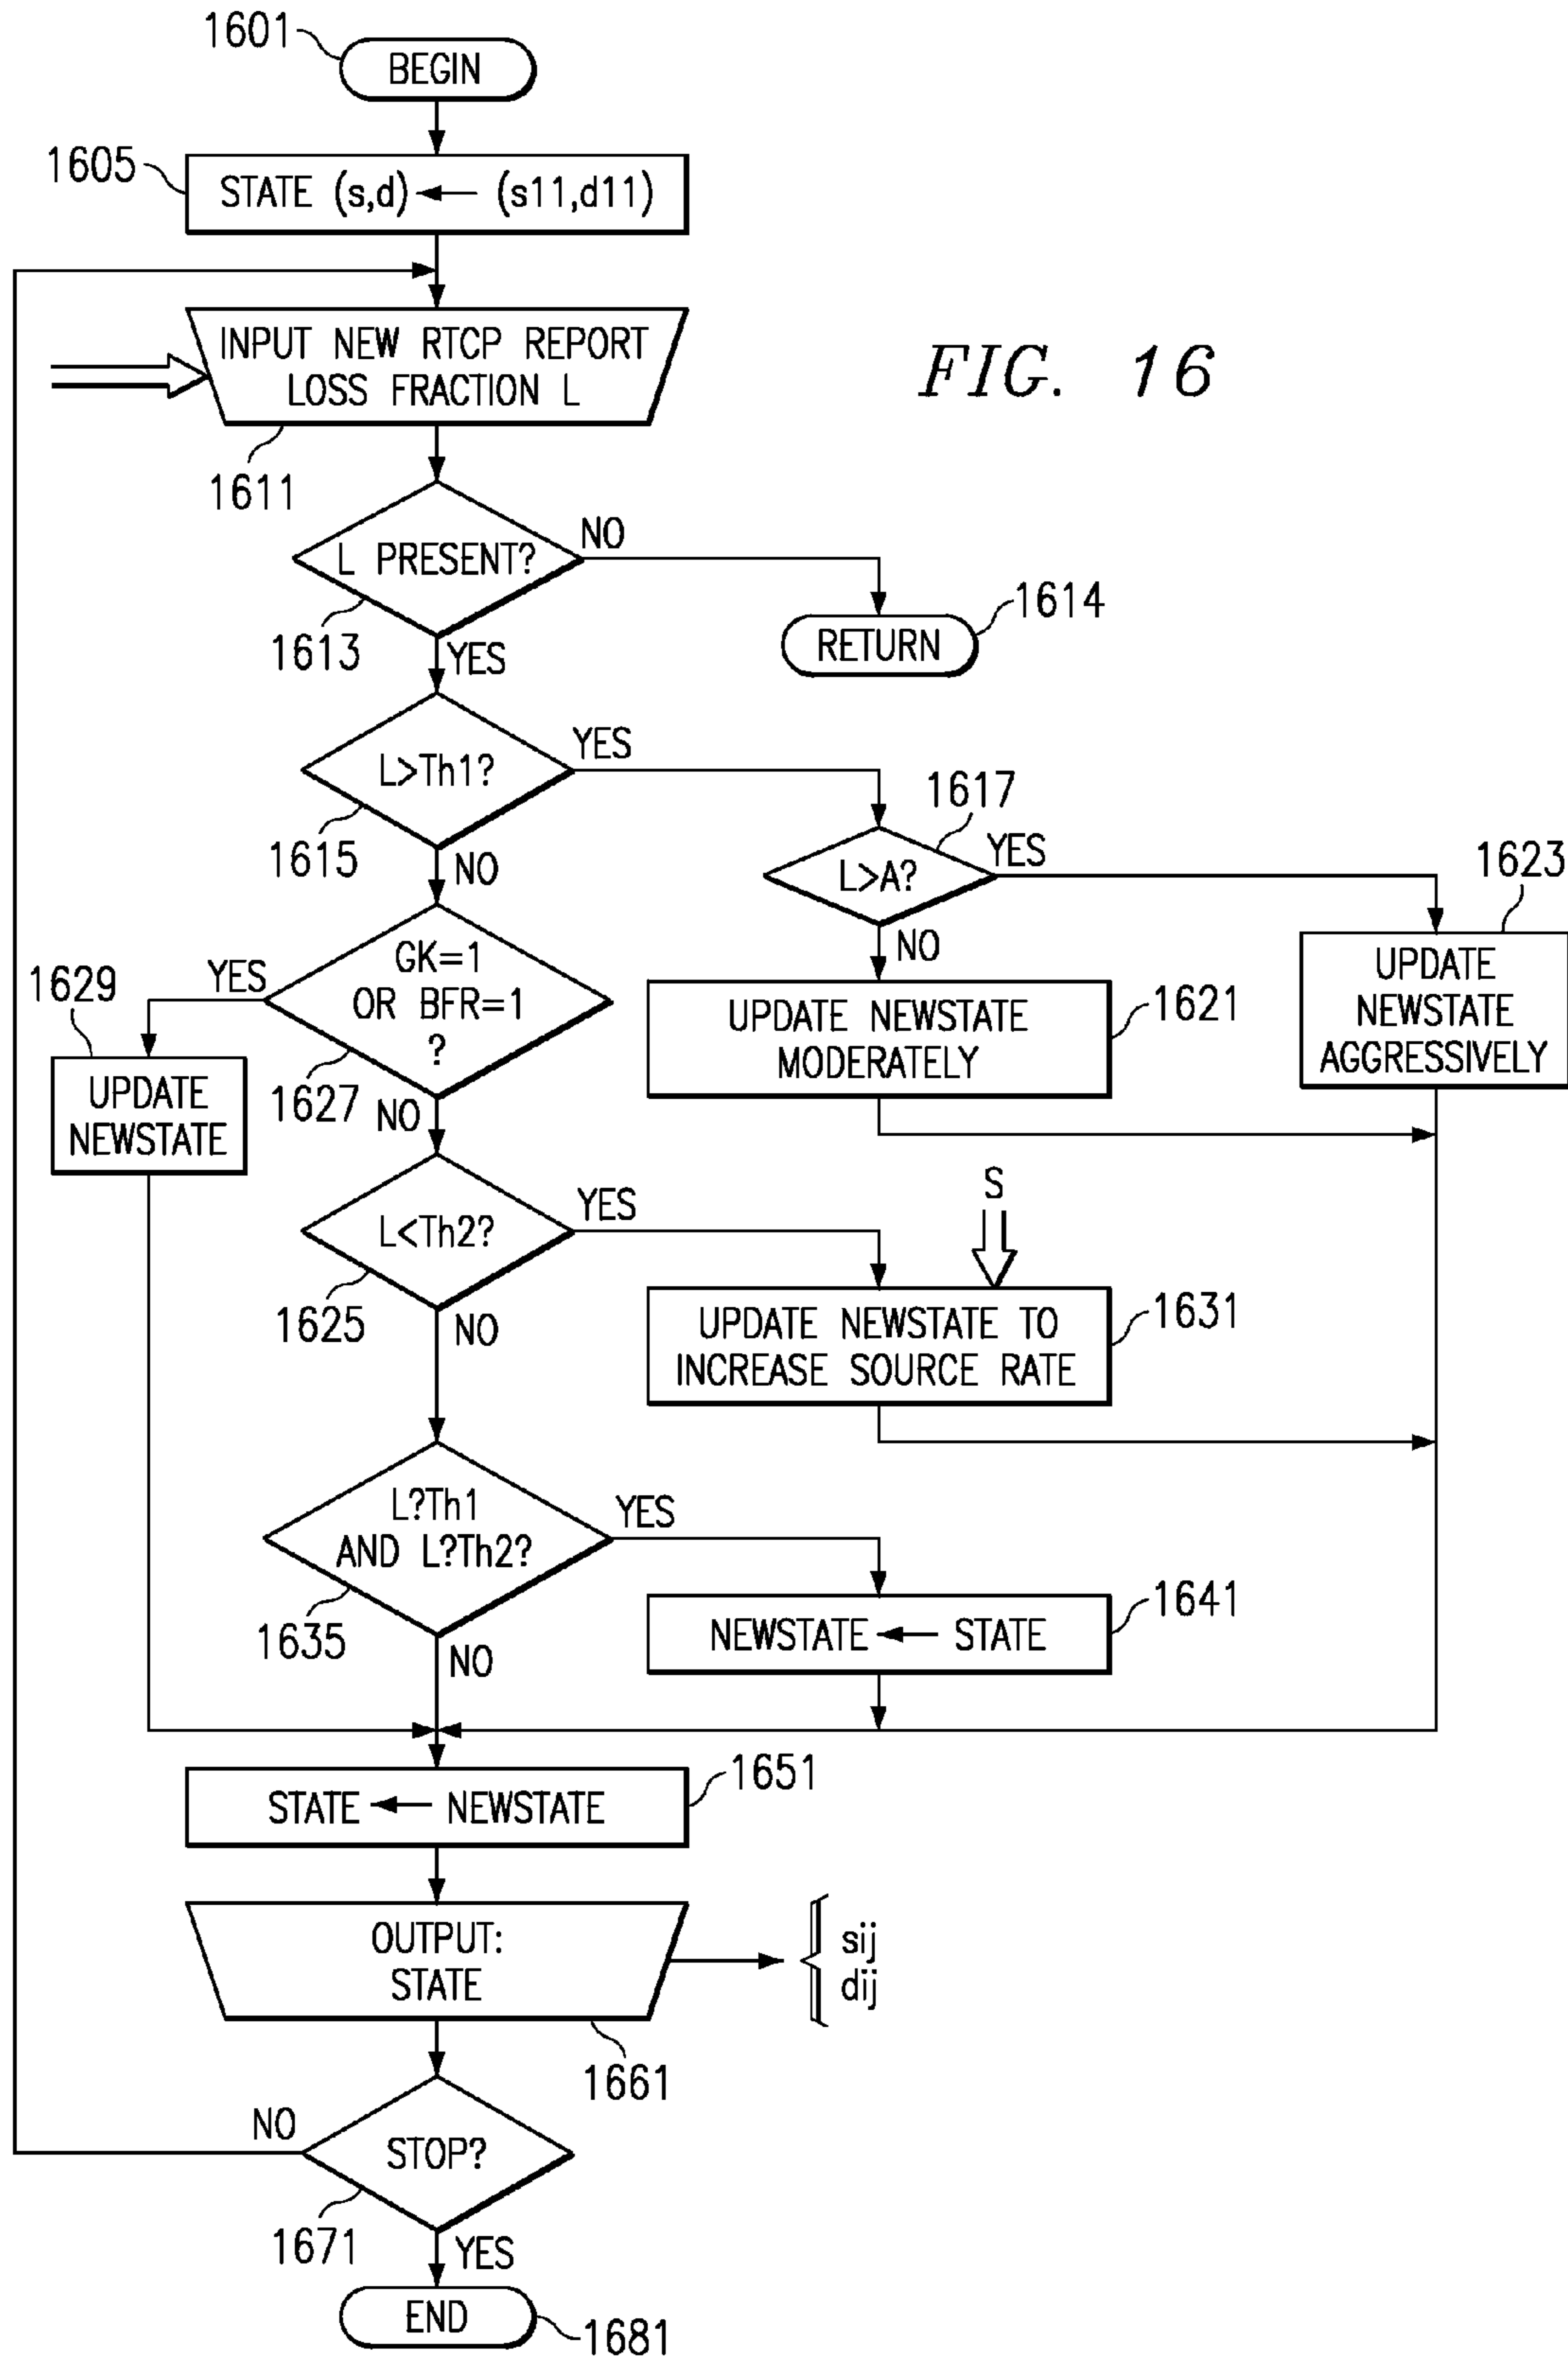 1601
BEGIN
1605
STATE (s,d) ← (s11,d11)
INPUT NEW RTCP REPORT
LOSS FRACTION L
FIG. 16
1611
L PRESENT?
NO
1613
YES
RETURN
1614
L>Th1?
YES
1615
NO
1617
L>A?
YES
NO
1623
UPDATE
NEWSTATE
AGGRESSIVELY
GK=1
OR BFR=1
?
YES
1629
1627
NO
UPDATE
NEWSTATE
UPDATE NEWSTATE
MODERATELY
1621
L<Th2?
YES
1625
NO
S
UPDATE NEWSTATE TO
INCREASE SOURCE RATE
1631
L?Th1
AND L?Th2?
YES
1635
NO
NEWSTATE ← STATE
1641
STATE ← NEWSTATE
1651
OUTPUT:
STATE
sij
dij
1661
STOP?
NO
1671
YES
END
1681